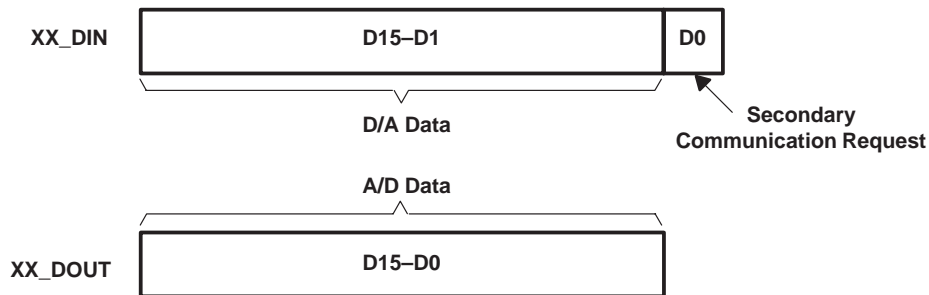 XX_DIN
D15–D1
D0
D/A Data
Secondary
Communication Request
A/D Data
XX_DOUT
D15–D0